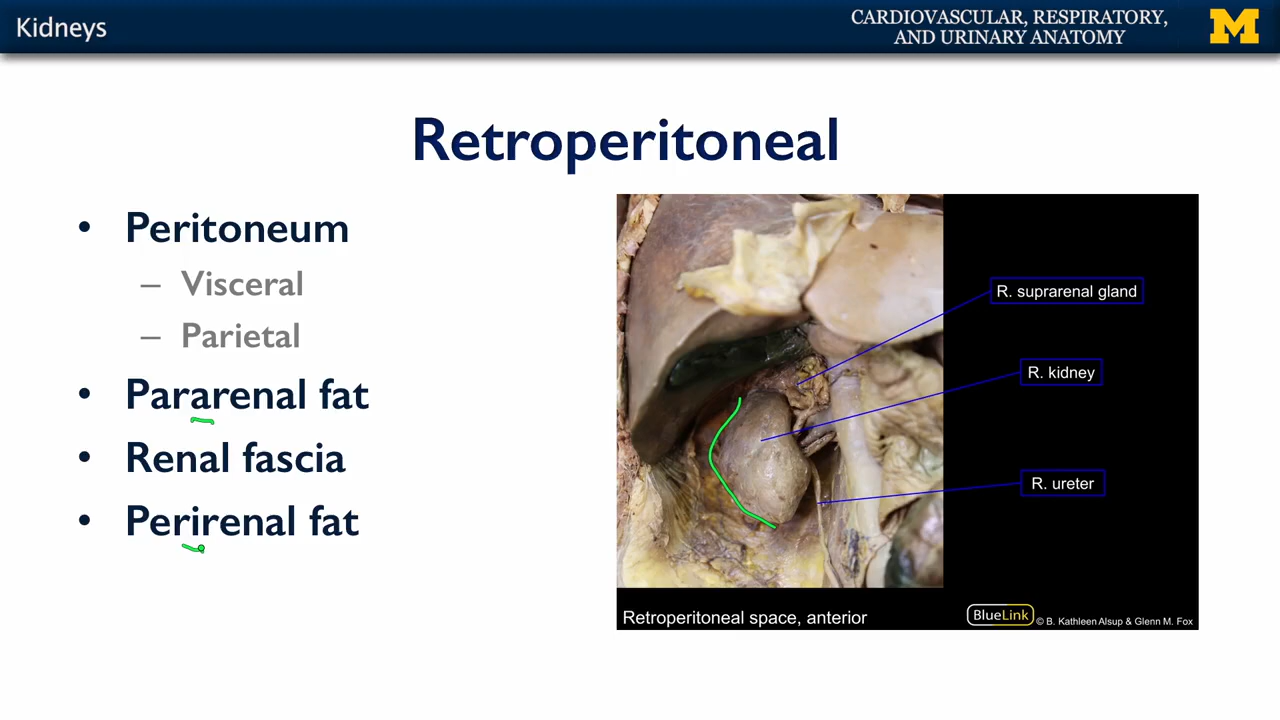 Kidneys
CARDIOVASCULAR, RESPIRATORY,
AND URINARY ANATOMY
M
Retroperitoneal
• Peritoneum
– Visceral
– Parietal
• Pararenal fat
• Renal fascia
• Perirenal fat
R. suprarenal gland
R. kidney
R. ureter
Retroperitoneal space, anterior
BlueLink © B. Kathleen Alsup & Glenn M. Fox